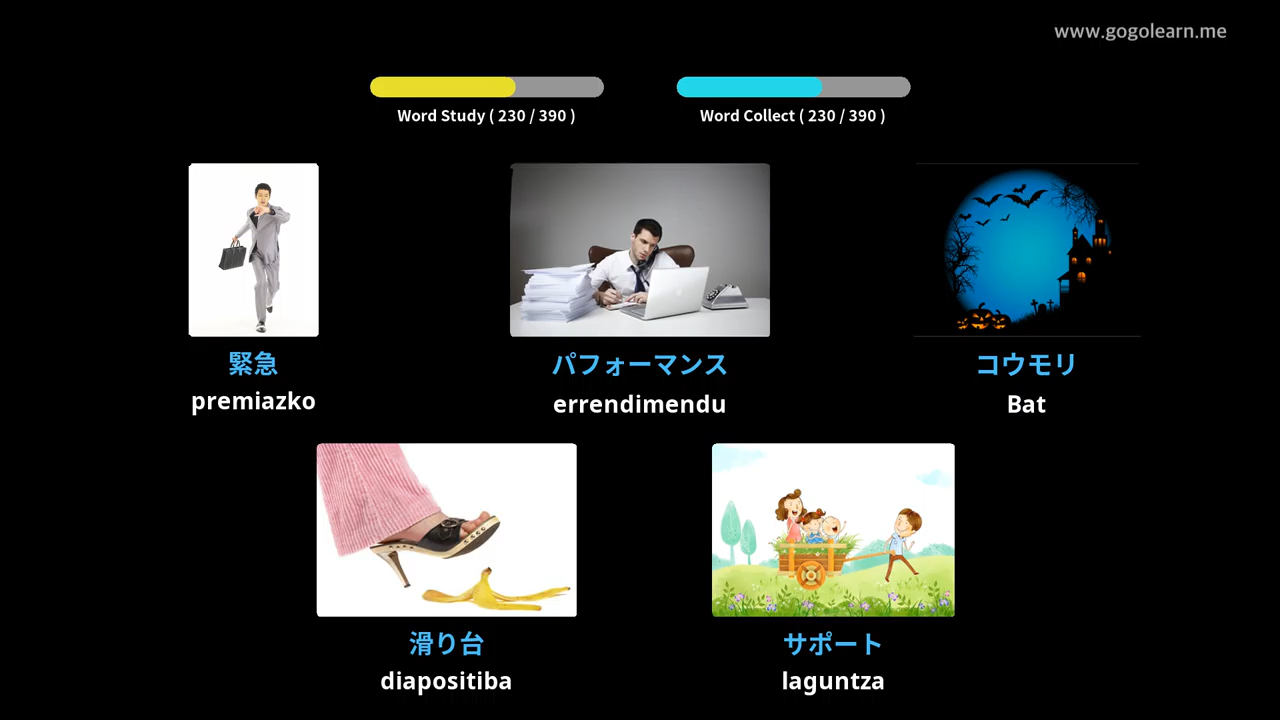 www.gogolearn.me
Word Study ( 230 / 390 )
Word Collect ( 230 / 390 )
緊急
premiazko
パフォーマンス
errendimendu
コウモリ
Bat
滑り台
diapositiba
サポート
laguntza